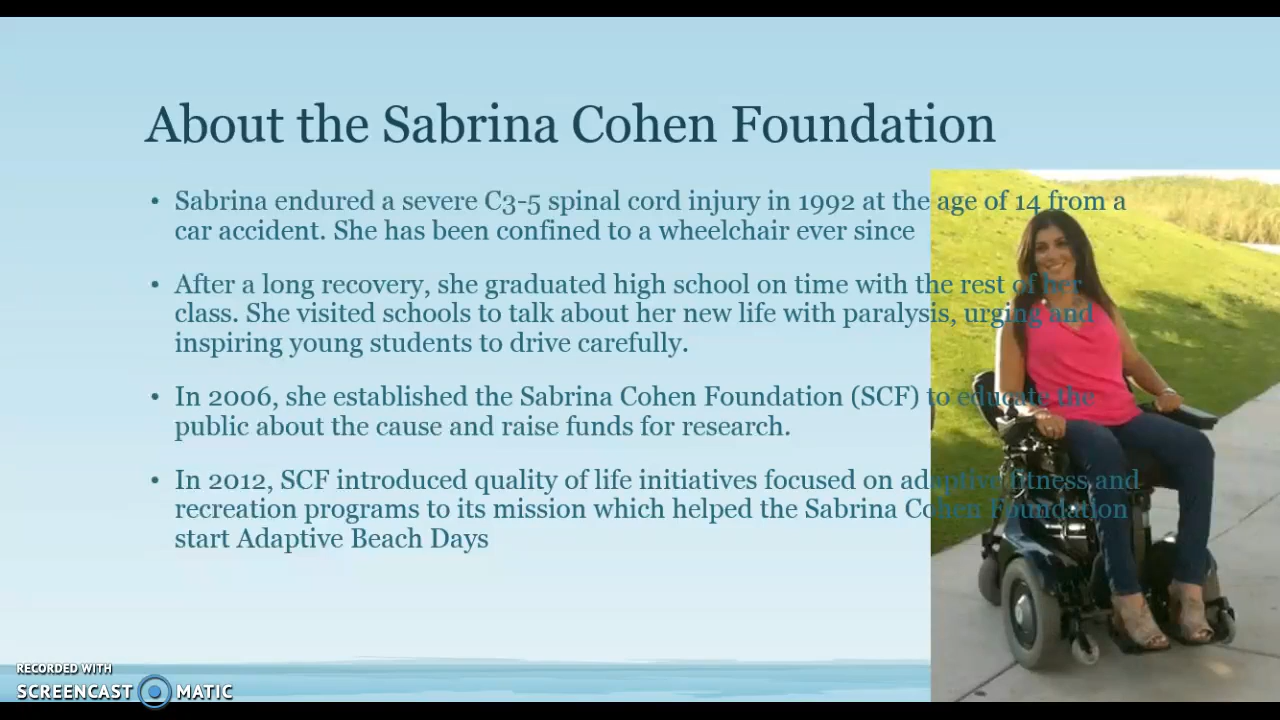 About the Sabrina Cohen Foundation
• Sabrina endured a severe C3-5 spinal cord injury in 1992 at the age of 14 from a
car accident. She has been confined to a wheelchair ever since
• After a long recovery, she graduated high school on time with the rest of her
class. She visited schools to talk about her new life with paralysis, urging and
inspiring young students to drive carefully.
• In 2006, she established the Sabrina Cohen Foundation (SCF) to educate the
public about the cause and raise funds for research.
• In 2012, SCF introduced quality of life initiatives focused on adaptive fitness and
recreation programs to its mission which helped the Sabrina Cohen Foundation
start Adaptive Beach Days
RECORDED WITH
SCREENCAST MATIC